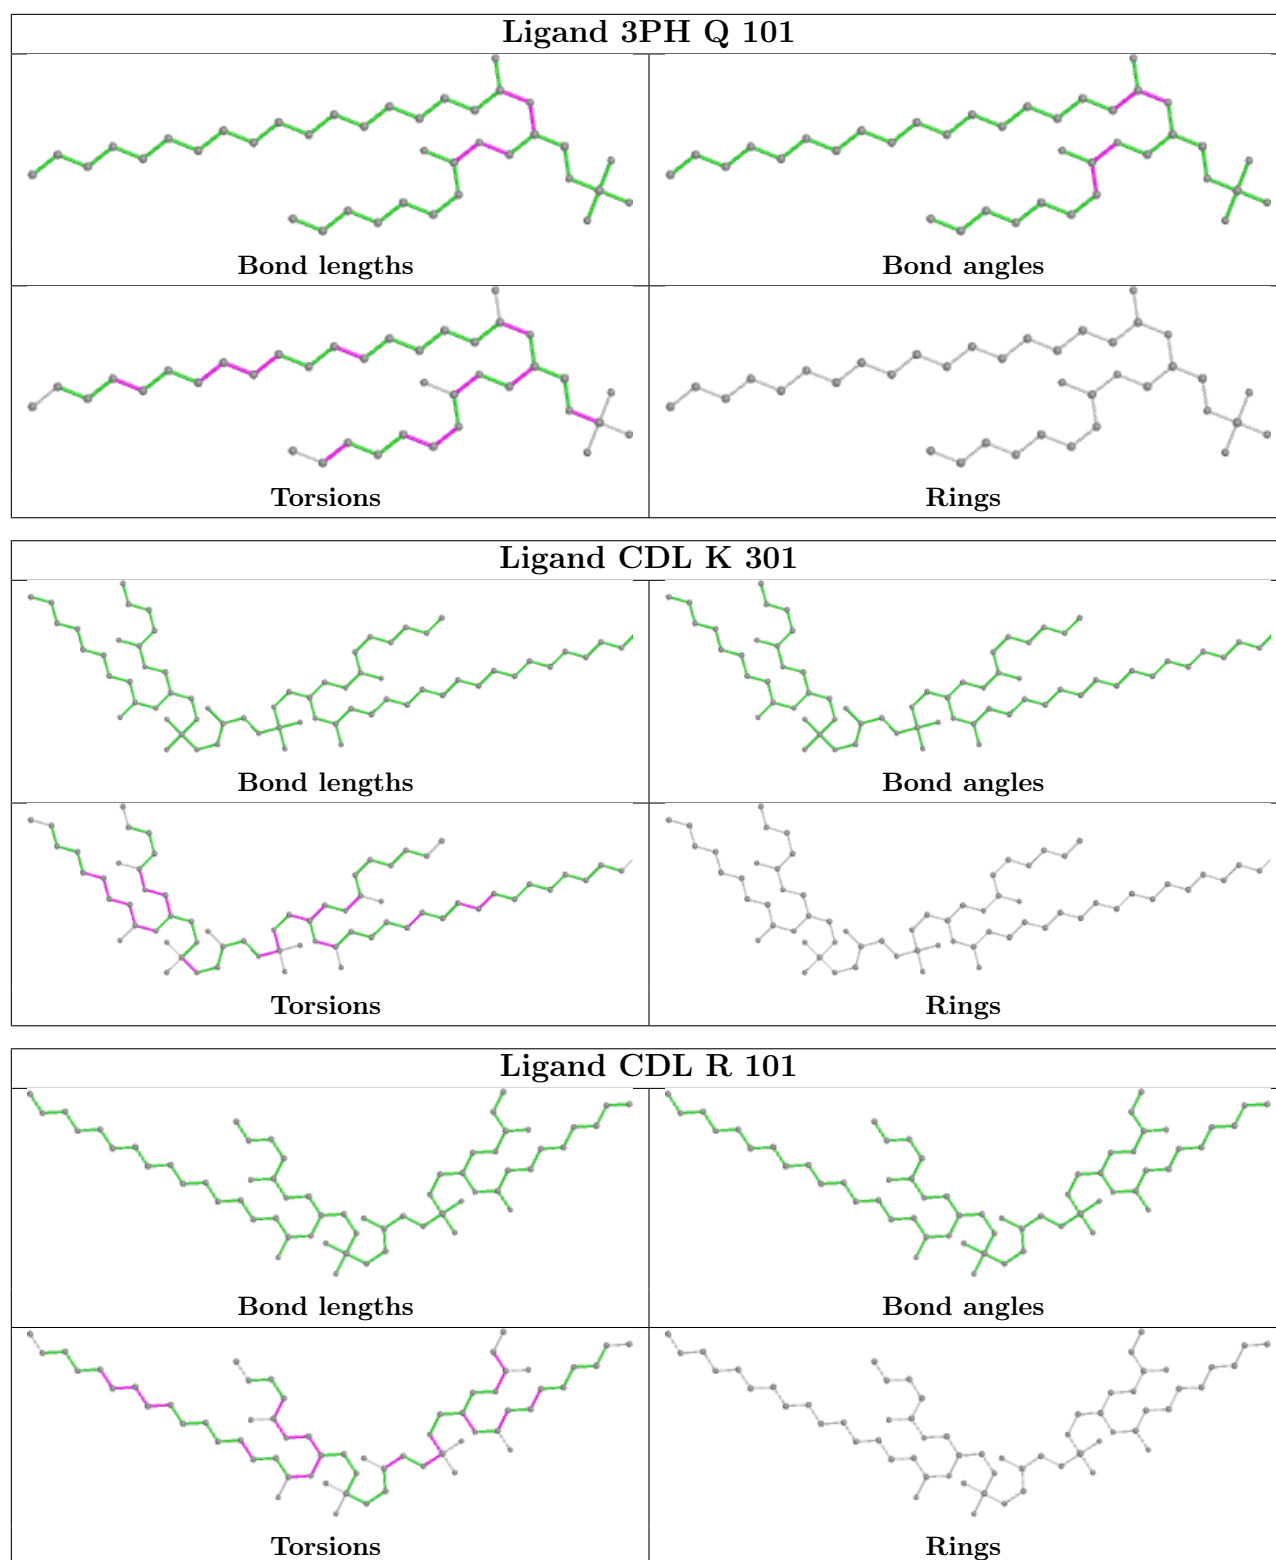 Ligand 3PH Q 101
Bond lengths
Bond angles
Torsions
Rings
Ligand CDL K 301
Bond lengths
Bond angles
Torsions
Rings
Ligand CDL R 101
Bond lengths
Bond angles
Torsions
Rings